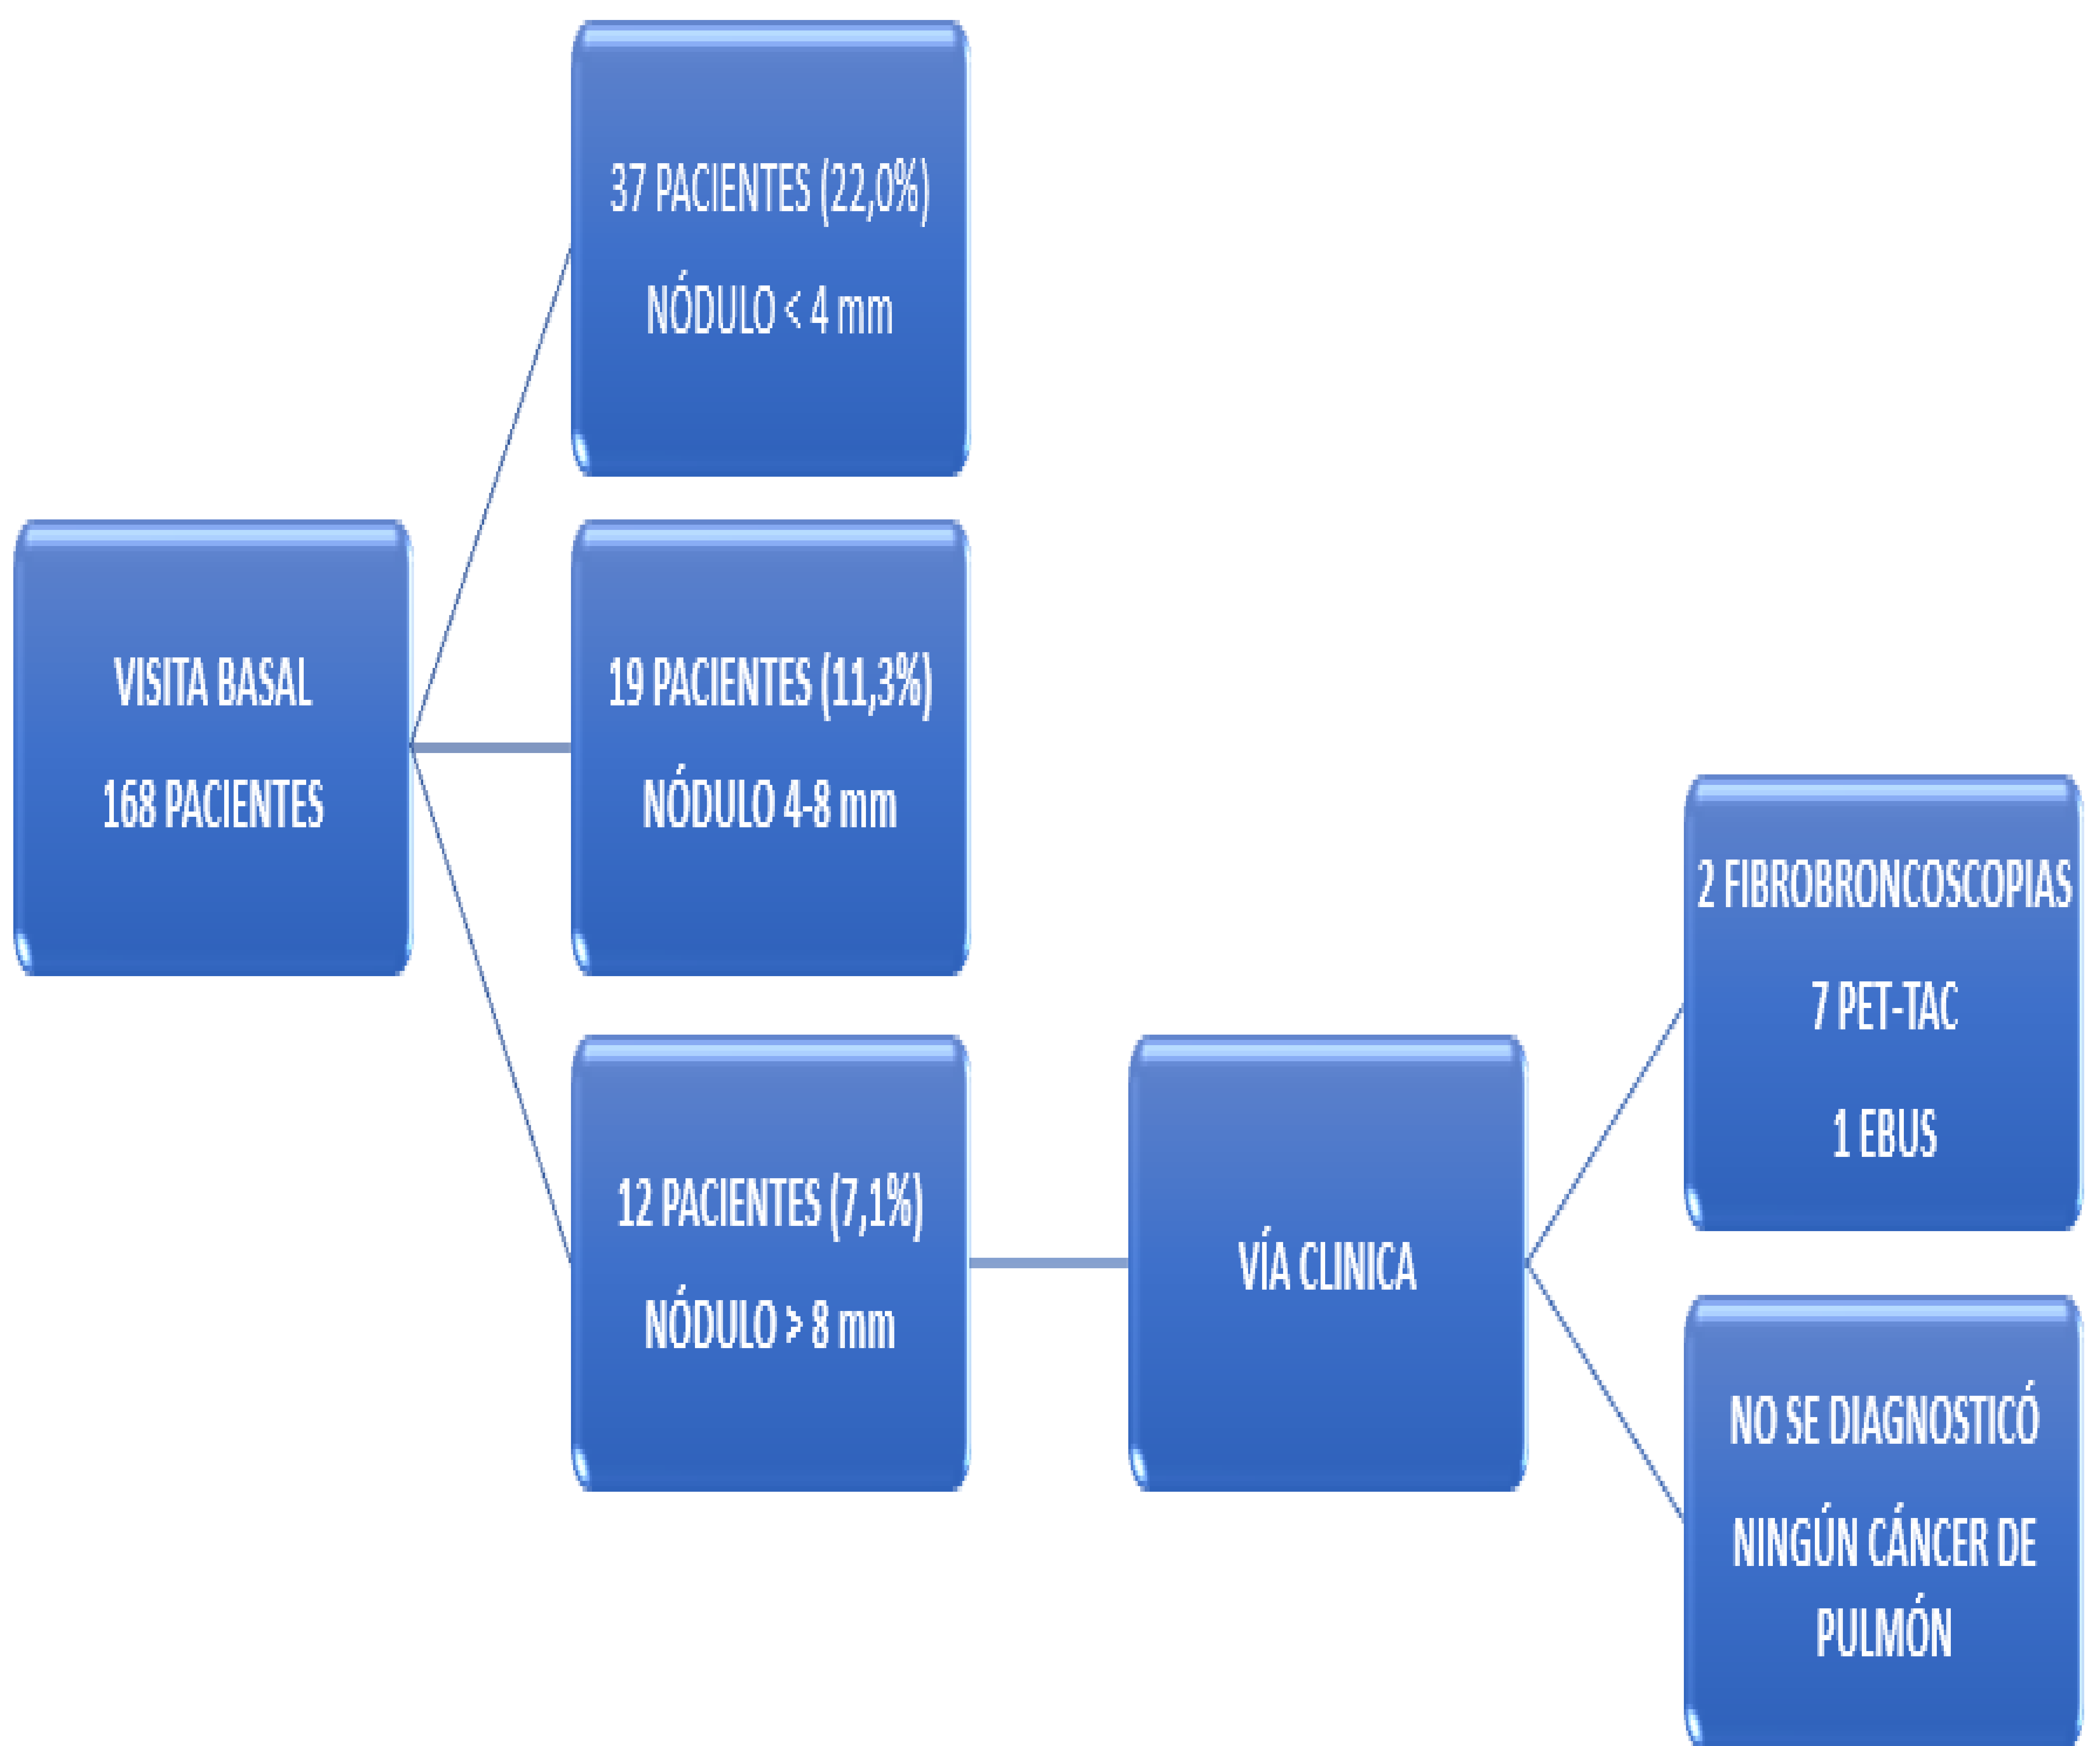 37 PACIENTES (22,0%)
NÓDULO < 4 mm
VISITA BASAL
168 PACIENTES
19 PACIENTES (11,3%)
NÓDULO 4-8 mm
12 PACIENTES (7,1%)
NÓDULO > 8 mm
VÍA CLINICA
2 FIBROBRONCOSCOPIAS
7 PET-TAC
1 EBUS
NO SE DIAGNOSTICÓ
NINGÚN CÁNCER DE
PULMÓN